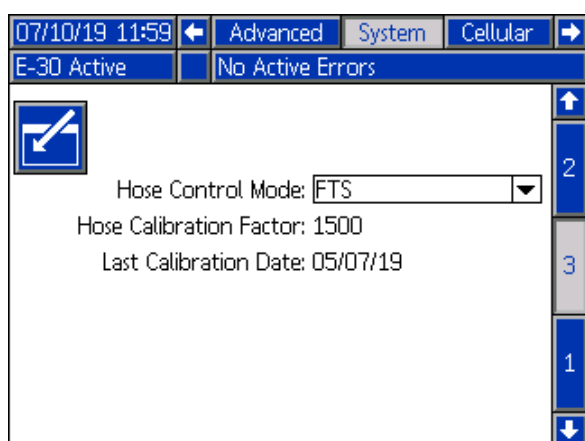 07/10/19 11:59 Advanced System Cellular
E-30 Active No Active Errors
2
Hose Control Mode: FTS
Hose Calibration Factor: 1500
Last Calibration Date: 05/07/19
3
1